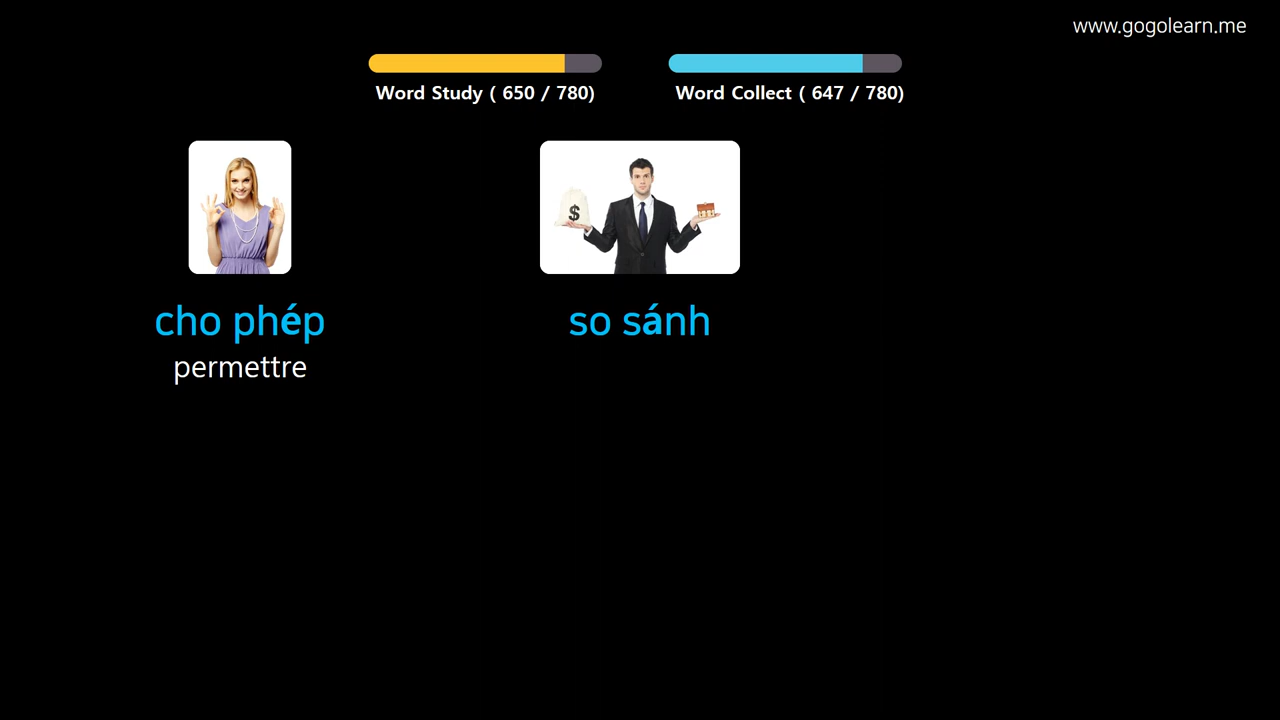 www.gogolearn.me
Word Study ( 650 / 780)
Word Collect ( 647 / 780)
$
cho phép
permettre
so sánh